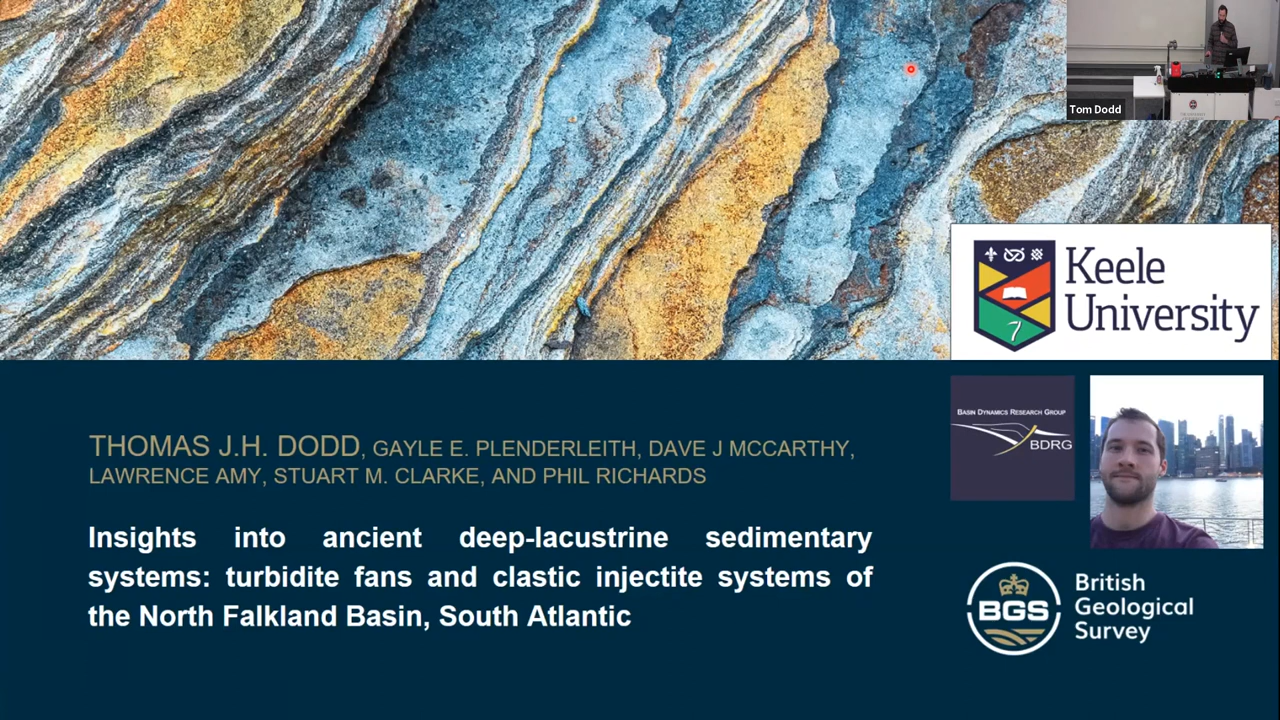 Tom Dodd
Keele
University
THOMAS J.H. DODD, GAYLE E. PLENDERLEITH, DAVE J MCCARTHY,
LAWRENCE AMY, STUART M. CLARKE, AND PHIL RICHARDS
Insights into ancient deep-lacustrine sedimentary
systems: turbidite fans and clastic injectite systems of
the North Falkland Basin, South Atlantic
BASIN DYNAMICS RESEARCH GROUP
BDRG
BGS
British
Geological
Survey